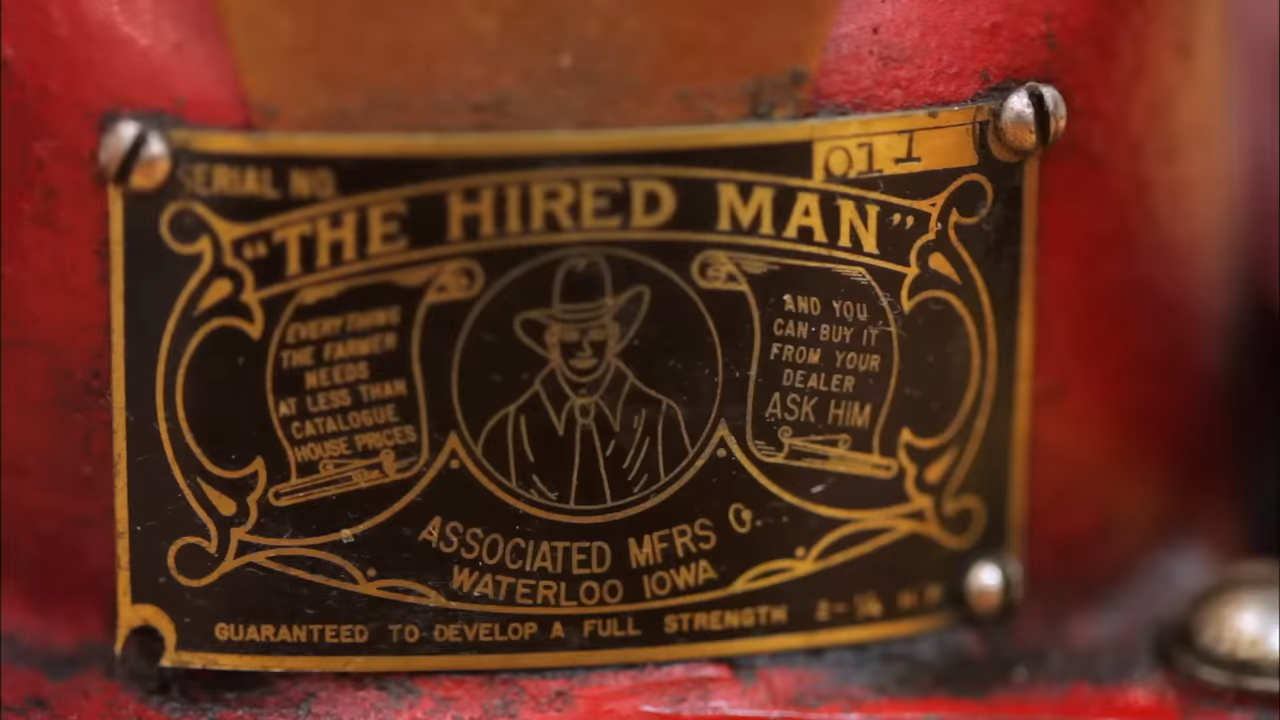 SERIAL NO.
011
"THE HIRED MAN"
EVERYTHING
THE FARMER
NEEDS
AT LESS THAN
CATALOGUE
HOUSE PRICES
AND YOU
CAN·BUY IT
FROM YOUR
DEALER
ASK HIM
ASSOCIATED MFRS Co.
WATERLOO IOWA
GUARANTEED TO DEVELOP A FULL STRENGTH